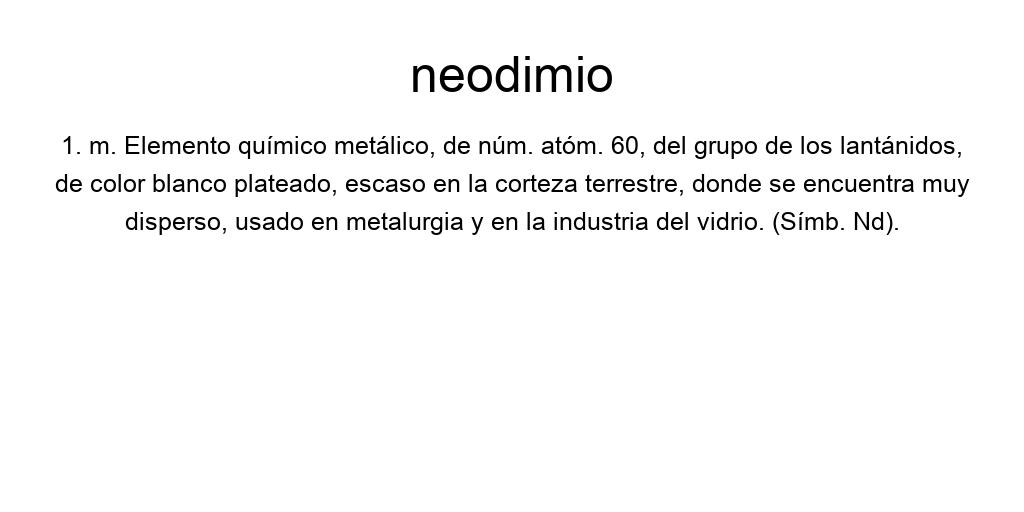 neodimio
1. m. Elemento químico metálico, de núm. atóm. 60, del grupo de los lantánidos,
de color blanco plateado, escaso en la corteza terrestre, donde se encuentra muy
disperso, usado en metalurgia y en la industria del vidrio. (Símb. Nd).